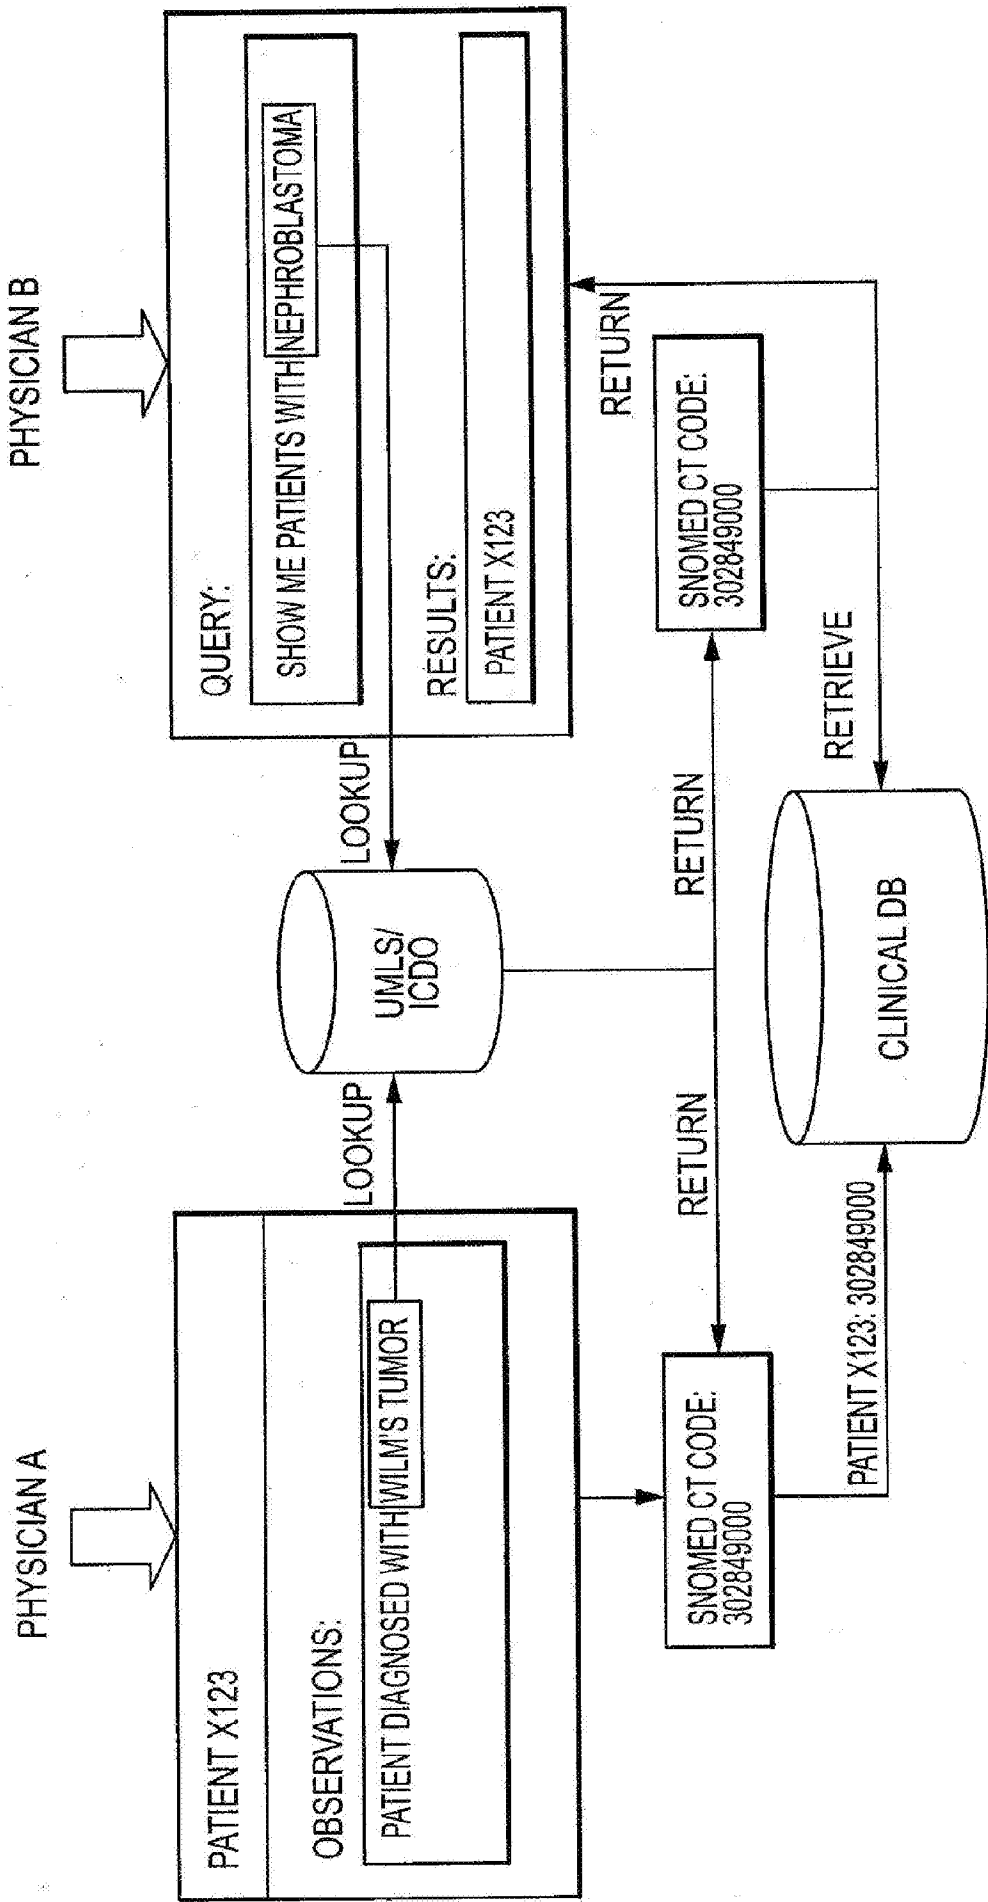 PHYSICIAN A
PATIENT X123
OBSERVATIONS:
PATIENT DIAGNOSED WITH WILM'S TUMOR
LOOKUP
UMLS/
ICDO
LOOKUP
PHYSICIAN B
QUERY:
SHOW ME PATIENTS WITH NEPHROBLASTOMA
RESULTS:
PATIENT X123
RETURN
RETURN
SNOMED CT CODE:
302849000
SNOMED CT CODE:
302849000
RETURN
PATIENT X123: 302849000
CLINICAL DB
RETRIEVE